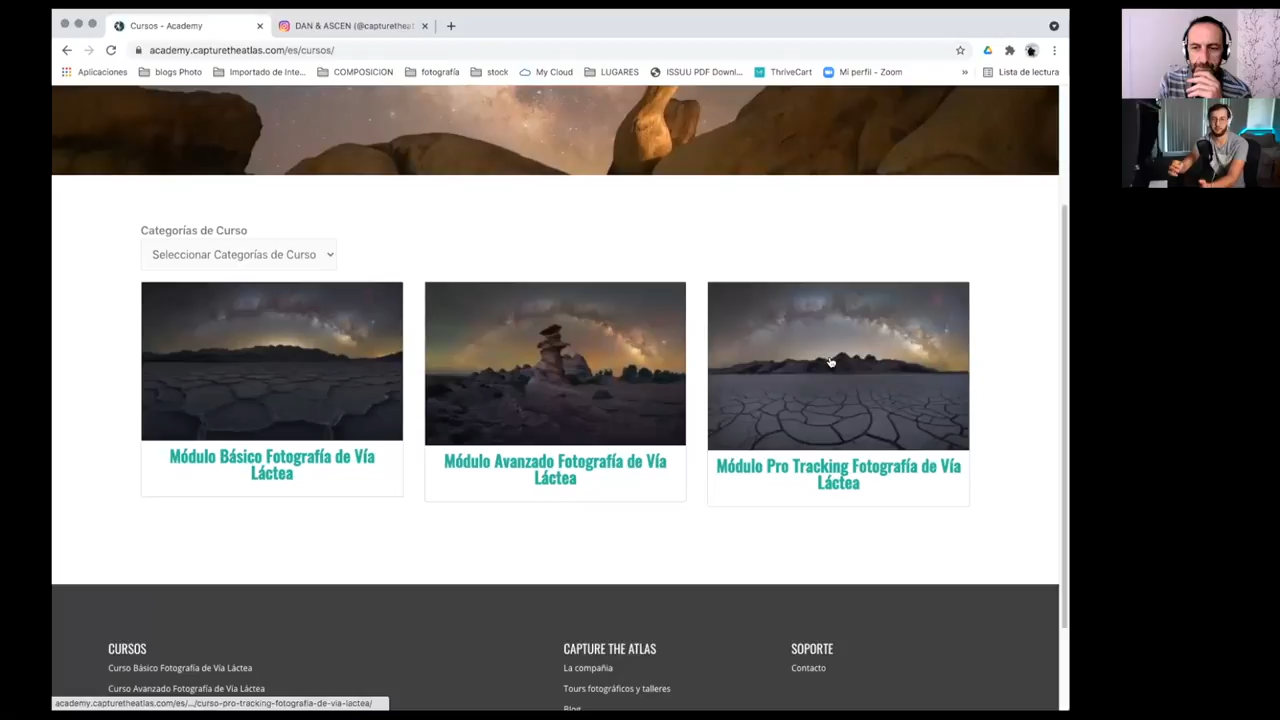 Cursos - Academy
DAN & ASCEN (@capturetheat
academy.capturetheatlas.com/es/cursos/
Aplicaciones blogs Photo Importado de Inte... COMPOSICION fotografía stock My Cloud LUGARES ISSUU PDF Downl... ThriveCart Mi perfil - Zoom » Lista de lectura
Categorías de Curso
Seleccionar Categorías de Curso
Módulo Básico Fotografía de Vía
Láctea
Módulo Avanzado Fotografía de Vía
Láctea
Módulo Pro Tracking Fotografía de Vía
Láctea
CURSOS
Curso Básico Fotografía de Vía Láctea
Curso Avanzado Fotografía de Vía Láctea
CAPTURE THE ATLAS
La compañia
Tours fotográficos y talleres
Blog
SOPORTE
Contacto
academy.capturetheatlas.com/es/.../curso-pro-tracking-fotografia-de-via-lactea/